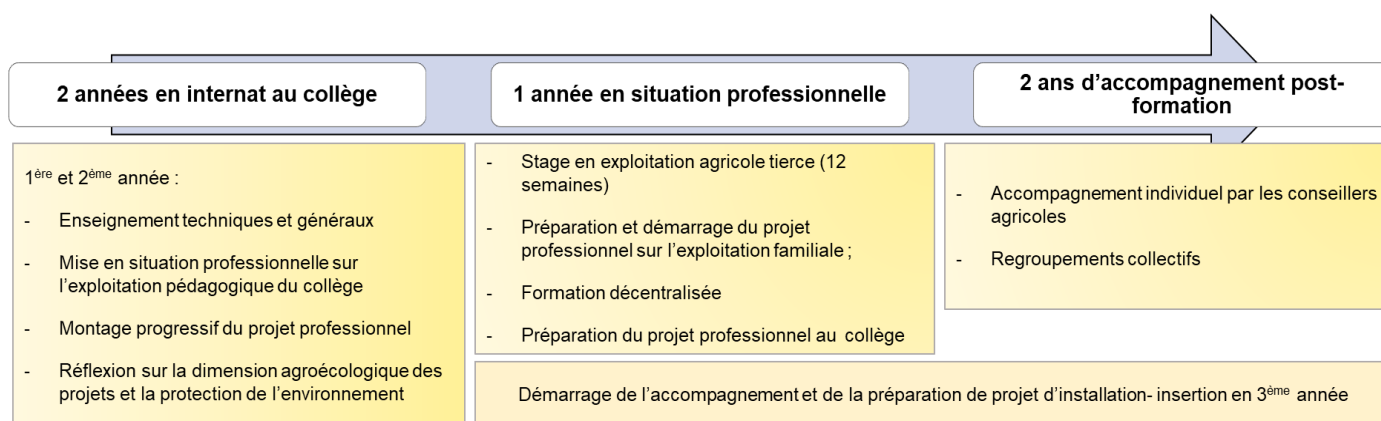 2 années en internat au collège
1 année en situation professionnelle
2 ans d’accompagnement post-
formation
1ère et 2ème année :
- Enseignement techniques et généraux
- Mise en situation professionnelle sur
l’exploitation pédagogique du collège
- Montage progressif du projet professionnel
- Réflexion sur la dimension agroécologique des
projets et la protection de l’environnement
- Stage en exploitation agricole tierce (12
semaines)
- Préparation et démarrage du projet
professionnel sur l’exploitation familiale ;
- Formation décentralisée
- Préparation du projet professionnel au collège
- Accompagnement individuel par les conseillers
agricoles
- Regroupements collectifs
Démarrage de l’accompagnement et de la préparation de projet d’installation- insertion en 3ème année